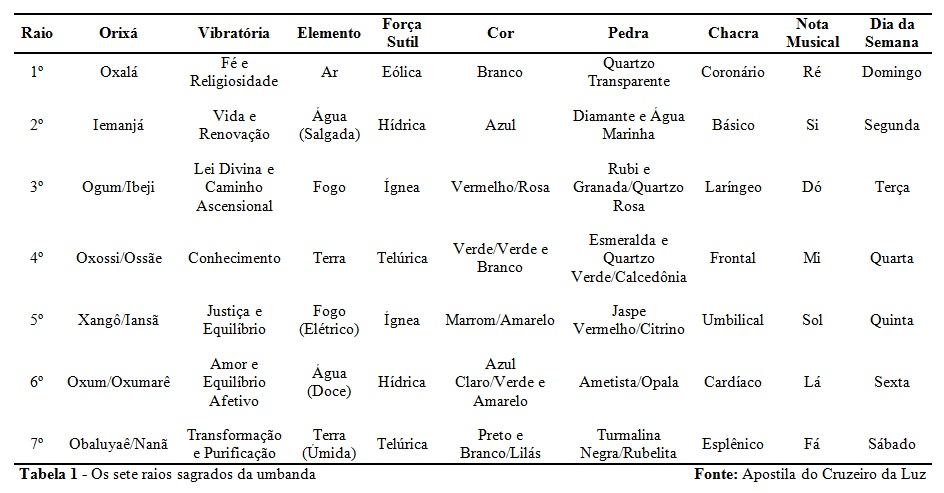 Raio Orixá Vibratória Elemento Força Sutil Cor Pedra Chacra Nota Musical Dia da Semana
1º Oxalá Fé e Religiosidade Ar Eólica Branco Quartzo Transparente Coronário Ré Domingo
2º Iemanjá Vida e Renovação Água (Salgada) Hídrica Azul Diamante e Água Marinha Básico Si Segunda
3º Ogum/Ibeji Lei Divina e Caminho Ascensional Fogo Ígnea Vermelho/Rosa Rubi e Granada/Quartzo Rosa Laríngeo Dó Terça
4º Oxossi/Ossãe Conhecimento Terra Telúrica Verde/Verde e Branco Esmeralda e Quartzo Verde/Calcedônia Frontal Mi Quarta
5º Xangô/Iansã Justiça e Equilíbrio Fogo (Elétrico) Ígnea Marrom/Amarelo Jaspe Vermelho/Citrino Umbilical Sol Quinta
6º Oxum/Oxumarê Amor e Equilíbrio Afetivo Água (Doce) Hídrica Azul Claro/Verde e Amarelo Ametista/Opala Cardíaco Lá Sexta
7º Obaluyaê/Nanã Transformação e Purificação Terra (Úmida) Telúrica Preto e Branco/Lilás Turmalina Negra/Rubelita Esplênico Fá Sábado
Tabela 1 - Os sete raios sagrados da umbanda Fonte: Apostila do Cruzeiro da Luz